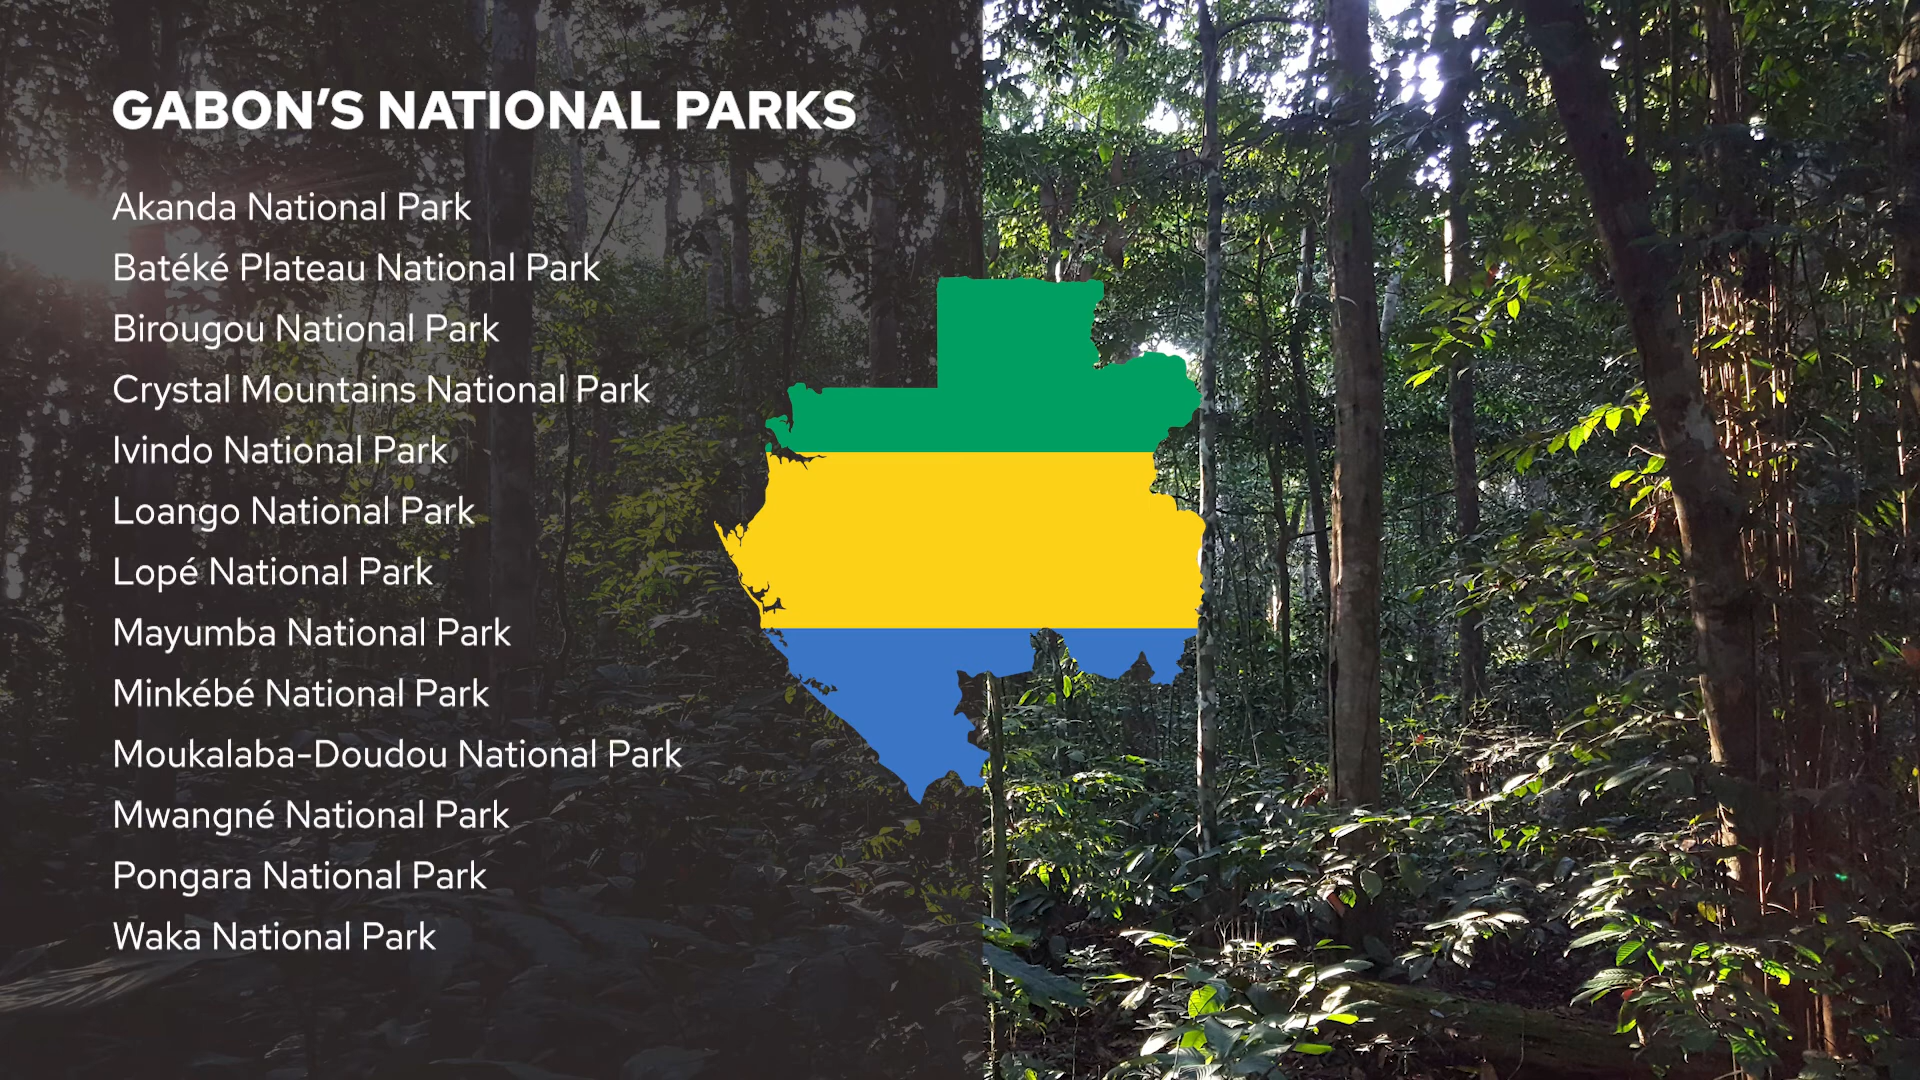 GABON’S NATIONAL PARKS
Akanda National Park
Batéké Plateau National Park
Birougou National Park
Crystal Mountains National Park
Ivindo National Park
Loango National Park
Lopé National Park
Mayumba National Park
Minkébé National Park
Moukalaba-Doudou National Park
Mwangné National Park
Pongara National Park
Waka National Park